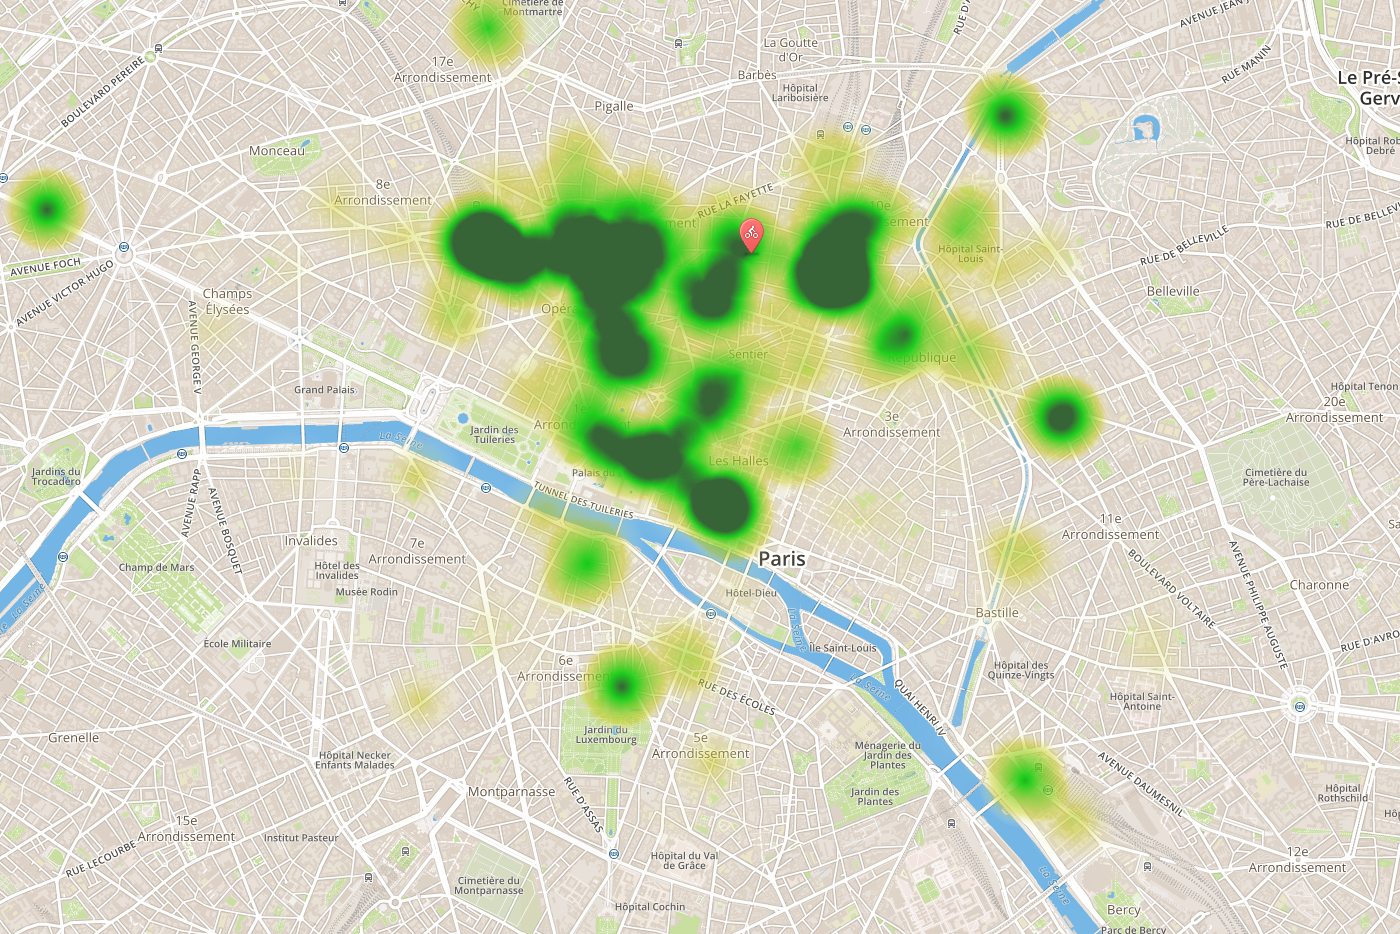 Cimetière de
Montmartre
La Goutte
d'Or
AVENUE JEAN J
RUE MANIN
17e
Arrondissement
Barbès
Le Pré-S
Gerv
BOULEVARD PEREIRE
Pigalle
Hôpital
Lariboisière
Hôpital Rob
Debré
Monceau
8e
Arrondissement
RUE LA FAYETTE
10e
RUE DE BELLEV
RUE DE BELLEVILLE
Hôpital Saint-
Louis
AVENUE FOCH
AVENUE VICTOR HUGO
Champs
Élysées
Belleville
AVENUE GEORGE V
Opéra
Sentier
République
Grand Palais
Hôpital Tenon
20e
Arrondissement
3e
Arrondissement
Jardin des
Tuileries
La Seine
Les Halles
Jardins du
Trocadéro
Palais du
Cimetière du
Père-Lachaise
TUNNEL DES TUILERIES
AVENUE RAPP
AVENUE BOSQUET
11e
Arrondissement
Invalides
7e
Arrondissement
Paris
Champ de Mars
Hôtel des
Invalides
Musée Rodin
Hôtel-Dieu
BOULEVARD VOLTAIRE
AVENUE PHILIPPE AUGUSTE
Charonne
La Seine
École Militaire
Bastille
La Seine
Île Saint-Louis
RUE D'AVRO
6e
Arrondissement
Hôpital des
Quinze-Vingts
RUE DES ÉCOLES
La Seine
QUAI HENRI IV
Hôpital Saint-
Antoine
Grenelle
Jardin du
Luxembourg
5e
Arrondissement
Hôpital Necker
Enfants Malades
Ménagerie du
Jardin des
Plantes
AVENUE DAUMESNIL
Montparnasse
RUE D'ASSAS
Jardin des
Plantes
Hôpital
Rothschild
15e
Arrondissement
Institut Pasteur
RUE LECOURBE
Hôpital du Val
de Grâce
12e
Arrondissement
Cimetière du
Montparnasse
La Seine
Hôpital Cochin
Bercy
Parc de Bercy